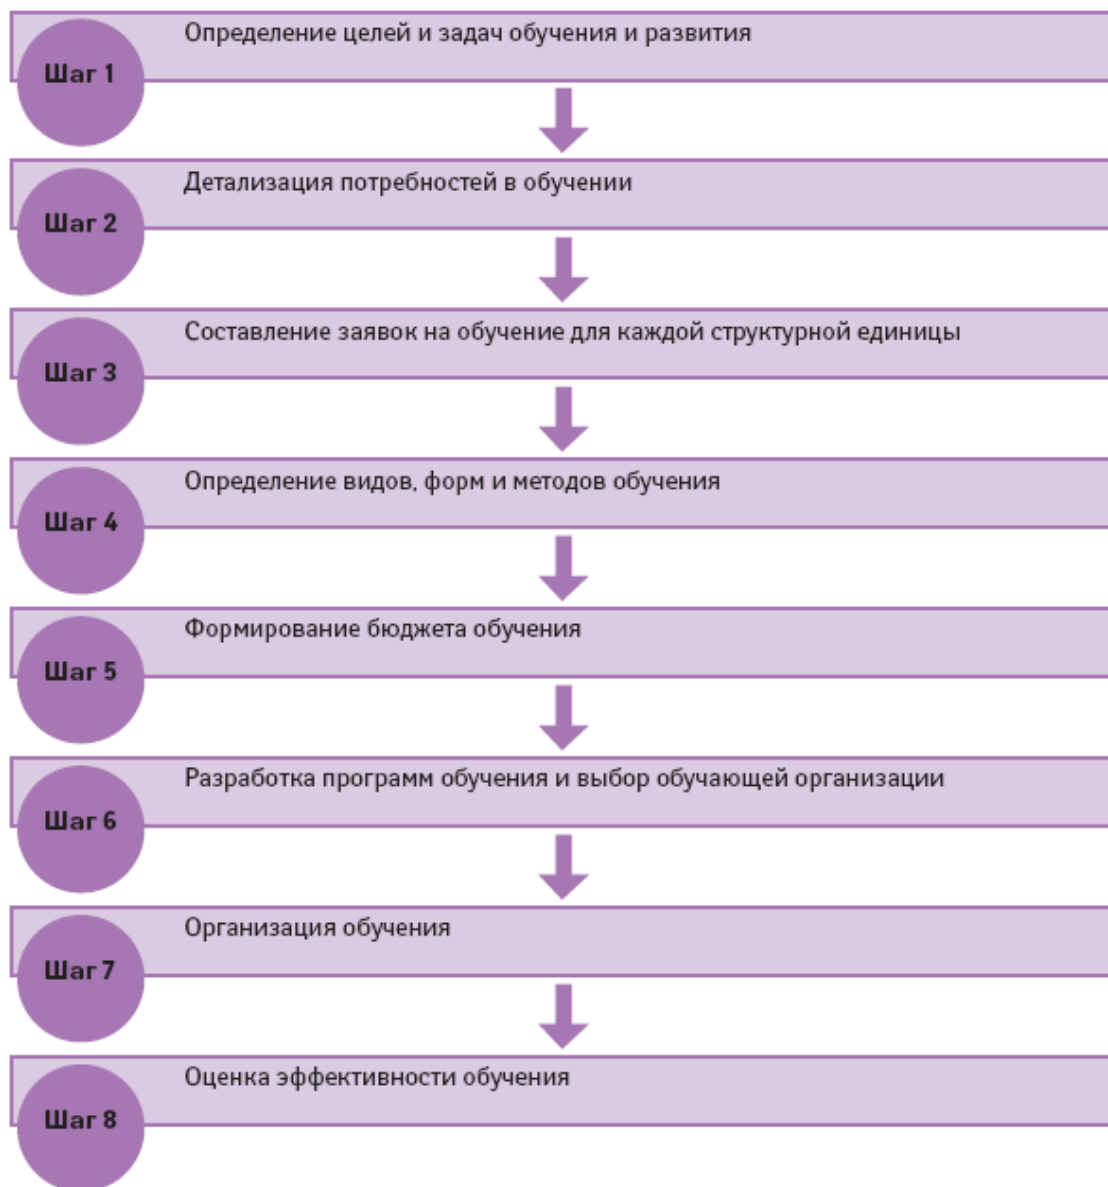 Шаг 1
Определение целей и задач обучения и развития
Шаг 2
Детализация потребностей в обучении
Шаг 3
Составление заявок на обучение для каждой структурной единицы
Шаг 4
Определение видов, форм и методов обучения
Шаг 5
Формирование бюджета обучения
Шаг 6
Разработка программ обучения и выбор обучающей организации
Шаг 7
Организация обучения
Шаг 8
Оценка эффективности обучения